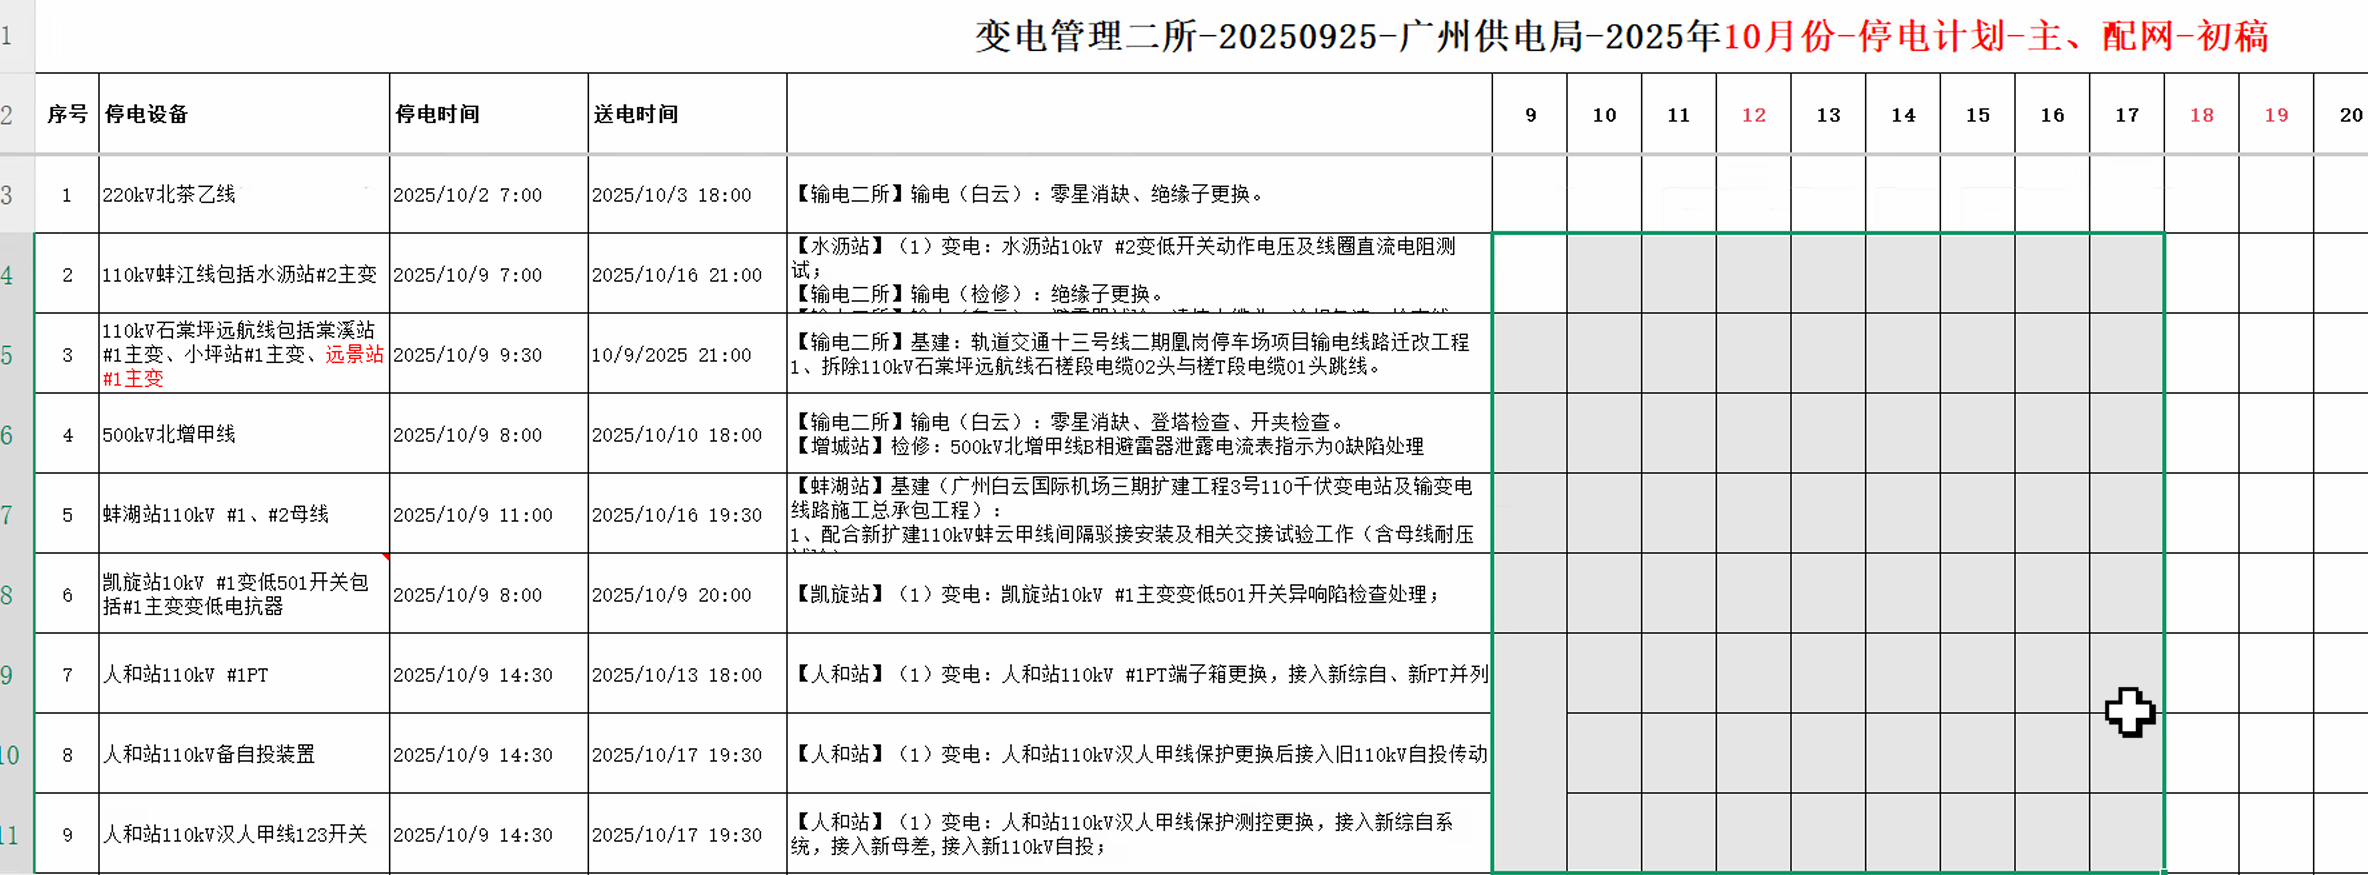 1 变电管理二所-20250925-广州供电局-2025年10月份-停电计划-主、配网-初稿
2 序号 停电设备 停电时间 送电时间 9 10 11 12 13 14 15 16 17 18 19 20
3 1 220kV北茶乙线 2025/10/2 7:00 2025/10/3 18:00 【输电二所】输电（白云）：零星消缺、绝缘子更换。
4 2 110kV蚌江线包括水沥站#2主变 2025/10/9 7:00 2025/10/16 21:00 【水沥站】（1）变电：水沥站10kV #2变低开关动作电压及线圈直流电阻测
试；
【输电二所】输电（检修）：绝缘子更换。
5 3 110kV石棠坪远航线包括棠溪站
#1主变、小坪站#1主变、远景站
#1主变 2025/10/9 9:30 10/9/2025 21:00 【输电二所】基建：轨道交通十三号线二期凰岗停车场项目输电线路迁改工程
1、拆除110kV石棠坪远航线石槎段电缆02头与槎T段电缆01头跳线。
6 4 500kV北增甲线 2025/10/9 8:00 2025/10/10 18:00 【输电二所】输电（白云）：零星消缺、登塔检查、开夹检查。
【增城站】检修：500kV北增甲线B相避雷器泄露电流表指示为0缺陷处理
7 5 蚌湖站110kV #1、#2母线 2025/10/9 11:00 2025/10/16 19:30 【蚌湖站】基建（广州白云国际机场三期扩建工程3号110千伏变电站及输变电
线路施工总承包工程）：
1、配合新扩建110kV蚌云甲线间隔驳接安装及相关交接试验工作（含母线耐压
8 6 凯旋站10kV #1变低501开关包
括#1主变变低电抗器 2025/10/9 8:00 2025/10/9 20:00 【凯旋站】（1）变电：凯旋站10kV #1主变变低501开关异响陷检查处理；
9 7 人和站110kV #1PT 2025/10/9 14:30 2025/10/13 18:00 【人和站】（1）变电：人和站110kV #1PT端子箱更换，接入新综自、新PT并列
10 8 人和站110kV备自投装置 2025/10/9 14:30 2025/10/17 19:30 【人和站】（1）变电：人和站110kV汉人甲线保护更换后接入旧110kV自投传动
11 9 人和站110kV汉人甲线123开关 2025/10/9 14:30 2025/10/17 19:30 【人和站】（1）变电：人和站110kV汉人甲线保护测控更换，接入新综自系
统，接入新母差,接入新110kV自投；